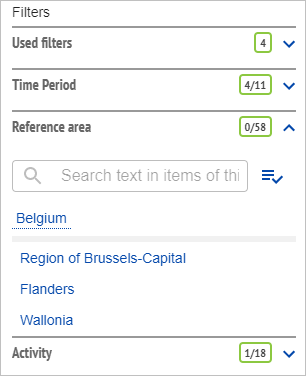 Filters
Used filters 4
Time Period 4/11
Reference area 0/58
Search text in items of thi
Belgium
Region of Brussels-Capital
Flanders
Wallonia
Activity 1/18